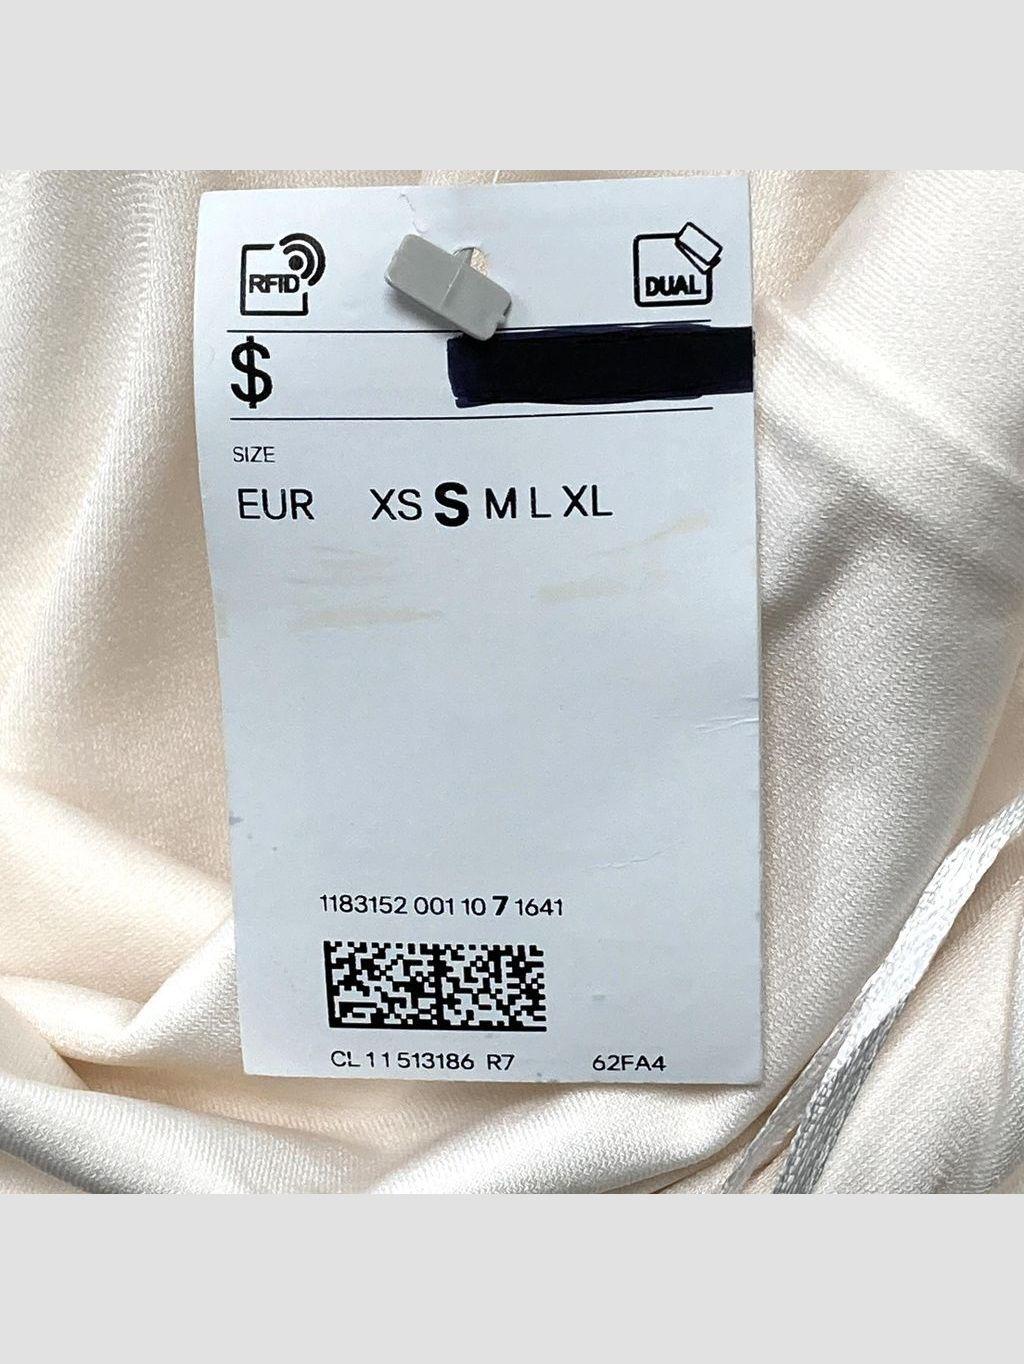 RFID
DUAL
$
SIZE
EUR XS S M L XL
1183152 001 10 7 1641
CL 11 513186 R7 62FA4